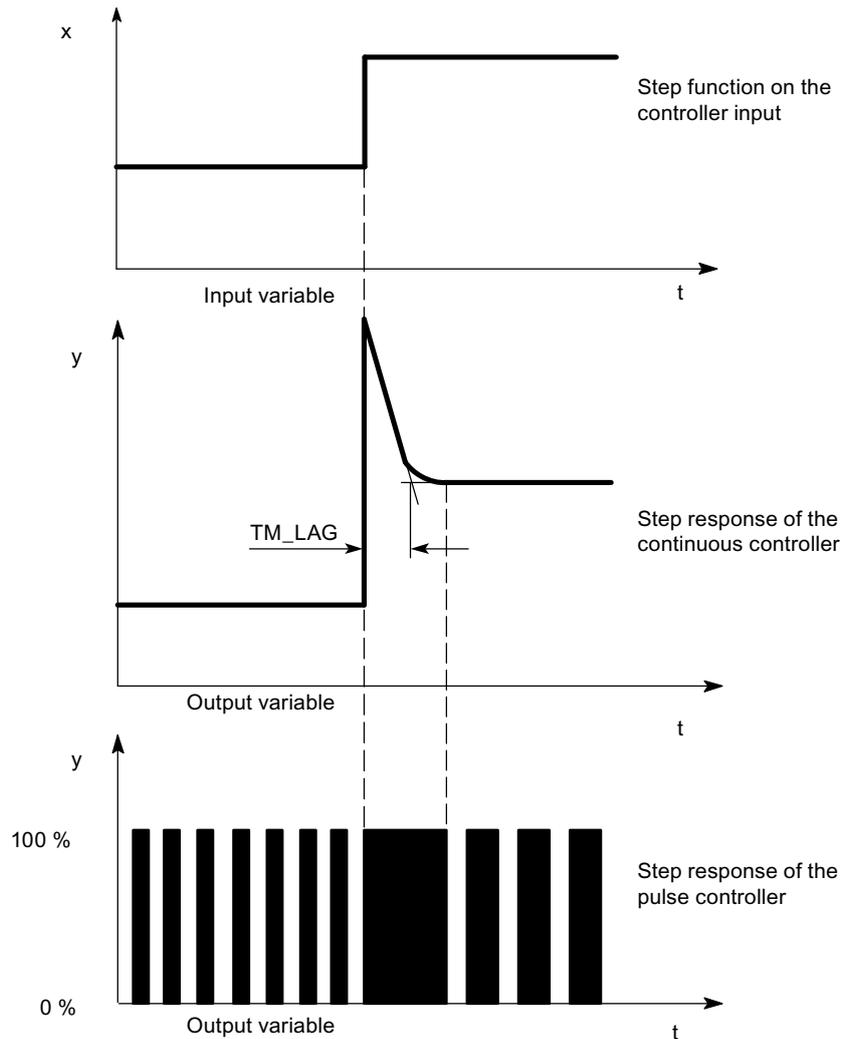 x
Step function on the
controller input
Input variable
t
y
TM_LAG
Step response of the
continuous controller
Output variable
t
y
100 %
Step response of the
pulse controller
0 %
Output variable
t